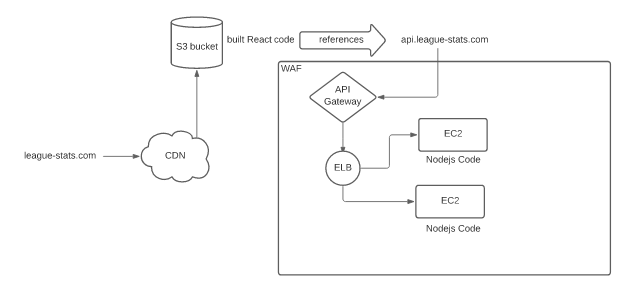 S3 bucket
built React code
references
api.league-stats.com
WAF
API
Gateway
EC2
Nodejs Code
league-stats.com
CDN
ELB
EC2
Nodejs Code